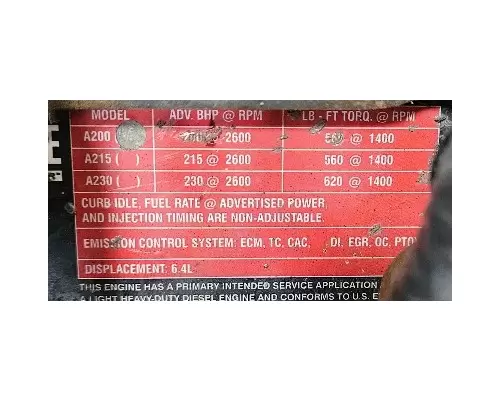 MODEL ADV. BHP @ RPM LB - FT TORQ. @ RPM
A200 200 @ 2600 560 @ 1400
A215 ( ) 215 @ 2600 560 @ 1400
A230 ( ) 230 @ 2600 620 @ 1400
E
CURB IDLE, FUEL RATE @ ADVERTISED POWER,
AND INJECTION TIMING ARE NON-ADJUSTABLE.
EMISSION CONTROL SYSTEM: ECM, TC, CAC, DI, EGR, OC, PTO
DISPLACEMENT: 6.4L
THIS ENGINE HAS A PRIMARY INTENDED SERVICE APPLICATION
A LIGHT HEAVY-DUTY DIESEL ENGINE AND CONFORMS TO U.S.